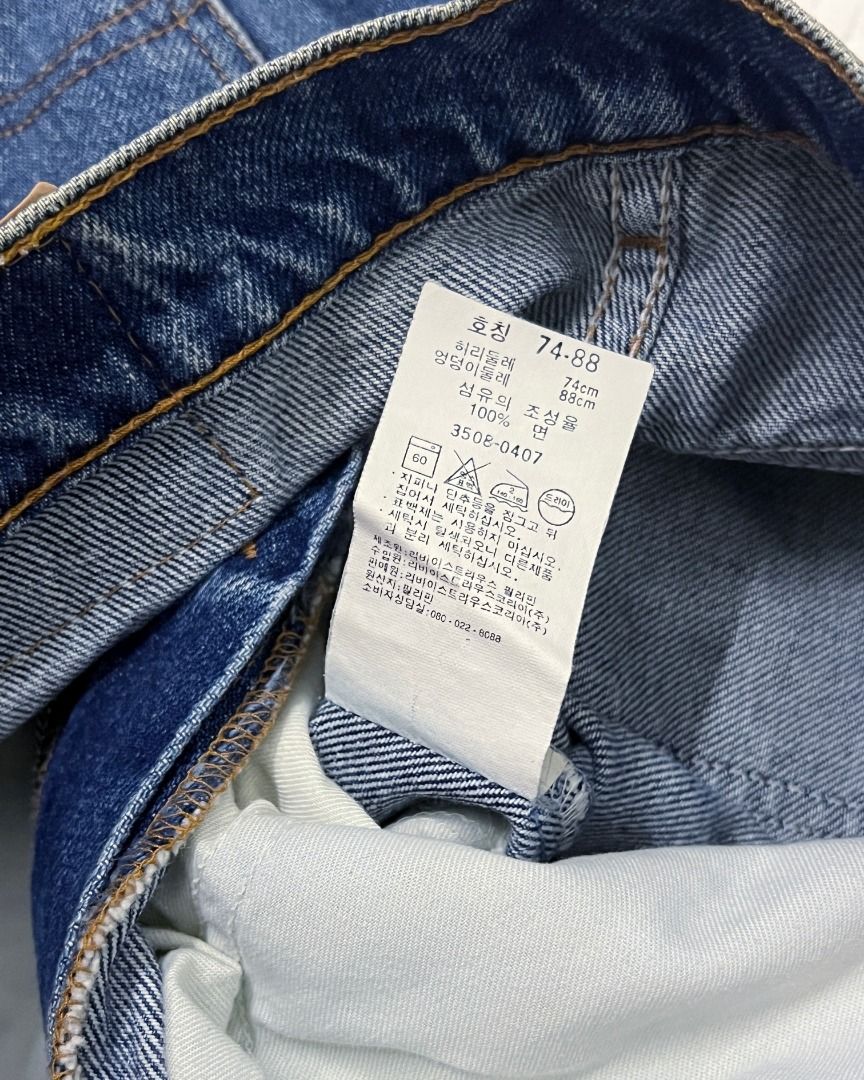 호칭 74-88
허리둘레 74cm
엉덩이둘레 88cm
섬유의 조성율
100% 면
3508-0407
60 표백 160-180 드라이
·지퍼나 단추등을 잠그고 뒤
집어서 세탁하십시오.
·표백제는 사용하지 마십시오.
·세탁시 탈색되오니 다른제품
과 분리 세탁하십시오.
제조원:리바이스트라우스 필리핀
수입원:리바이스트라우스코리아(주)
판매원:리바이스트라우스코리아(주)
원산지:필리핀
소비자상담실:080-022-8088